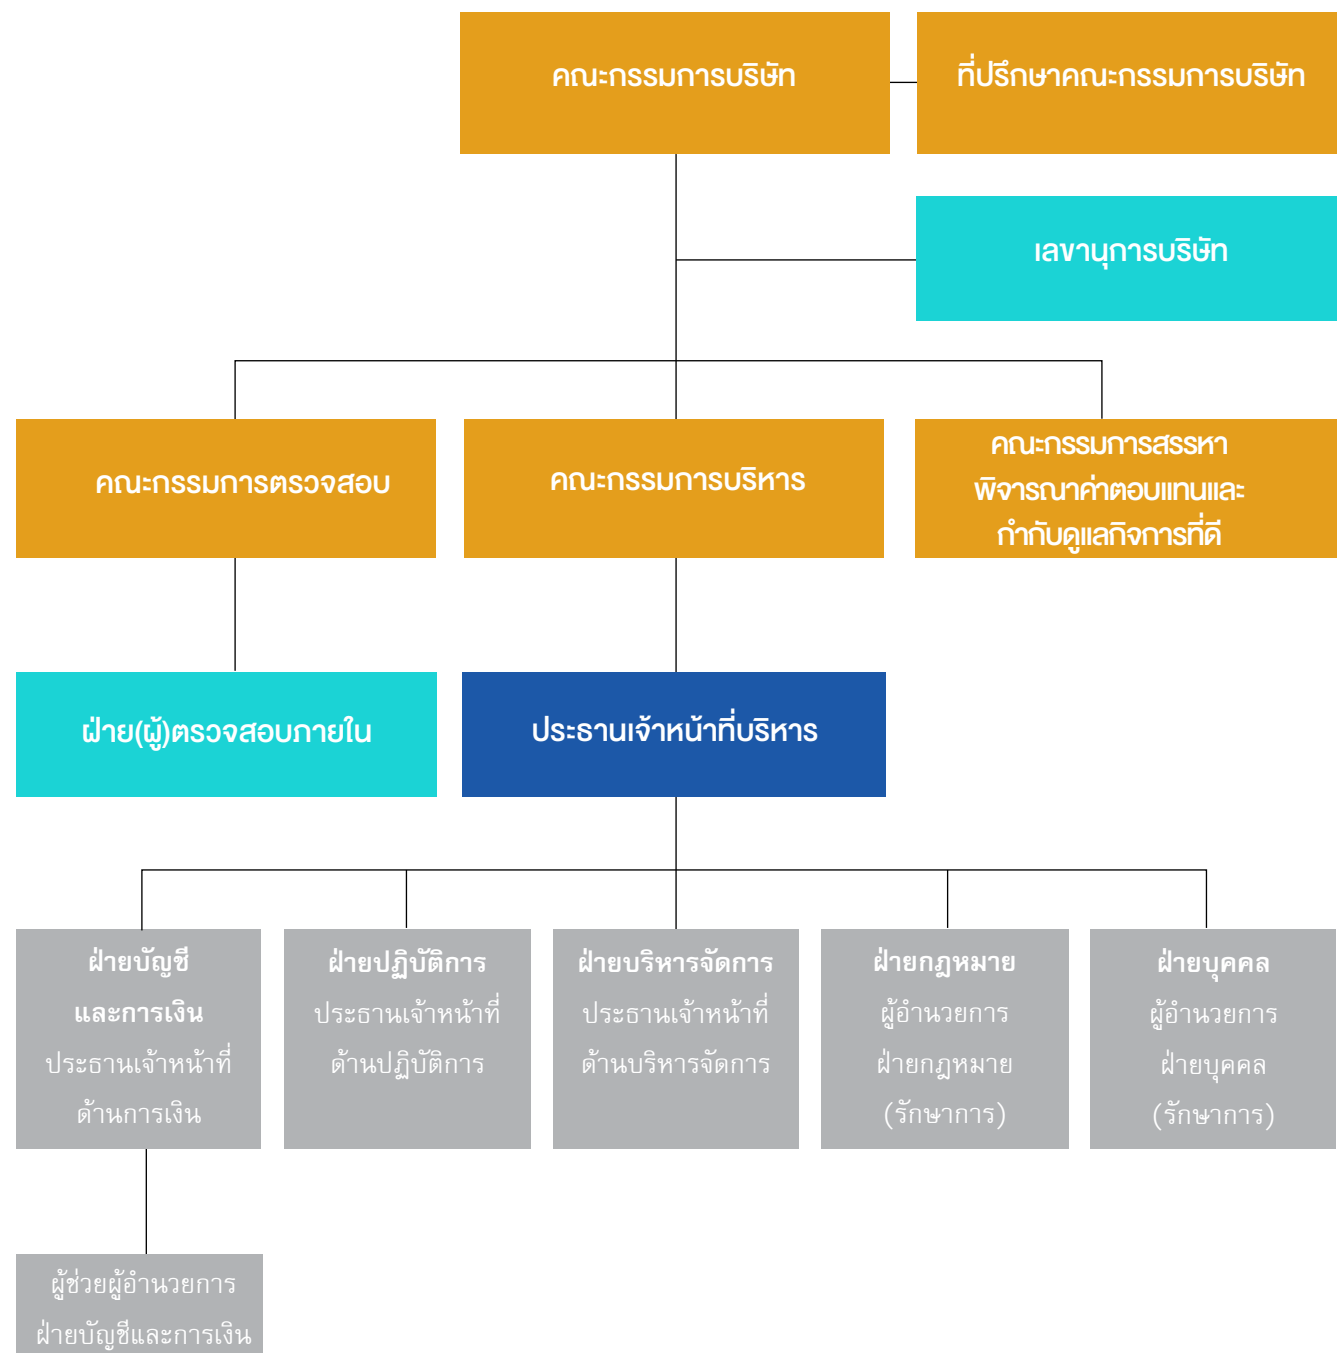 คณะกรรมการบริษัท
ที่ปรึกษาคณะกรรมการบริษัท
เลขานุการบริษัท
คณะกรรมการตรวจสอบ
คณะกรรมการบริหาร
คณะกรรมการสรรหา
พิจารณาค่าตอบแทนและ
กำกับดูแลกิจการที่ดี
ฝ่าย(ผู้)ตรวจสอบภายใน
ประธานเจ้าหน้าที่บริหาร
ฝ่ายบัญชี
และการเงิน
ประธานเจ้าหน้าที่
ด้านการเงิน
ฝ่ายปฏิบัติการ
ประธานเจ้าหน้าที่
ด้านปฏิบัติการ
ฝ่ายบริหารจัดการ
ประธานเจ้าหน้าที่
ด้านบริหารจัดการ
ฝ่ายกฎหมาย
ผู้อำนวยการ
ฝ่ายกฎหมาย
(รักษาการ)
ฝ่ายบุคคล
ผู้อำนวยการ
ฝ่ายบุคคล
(รักษาการ)
ผู้ช่วยผู้อำนวยการ
ฝ่ายบัญชีและการเงิน